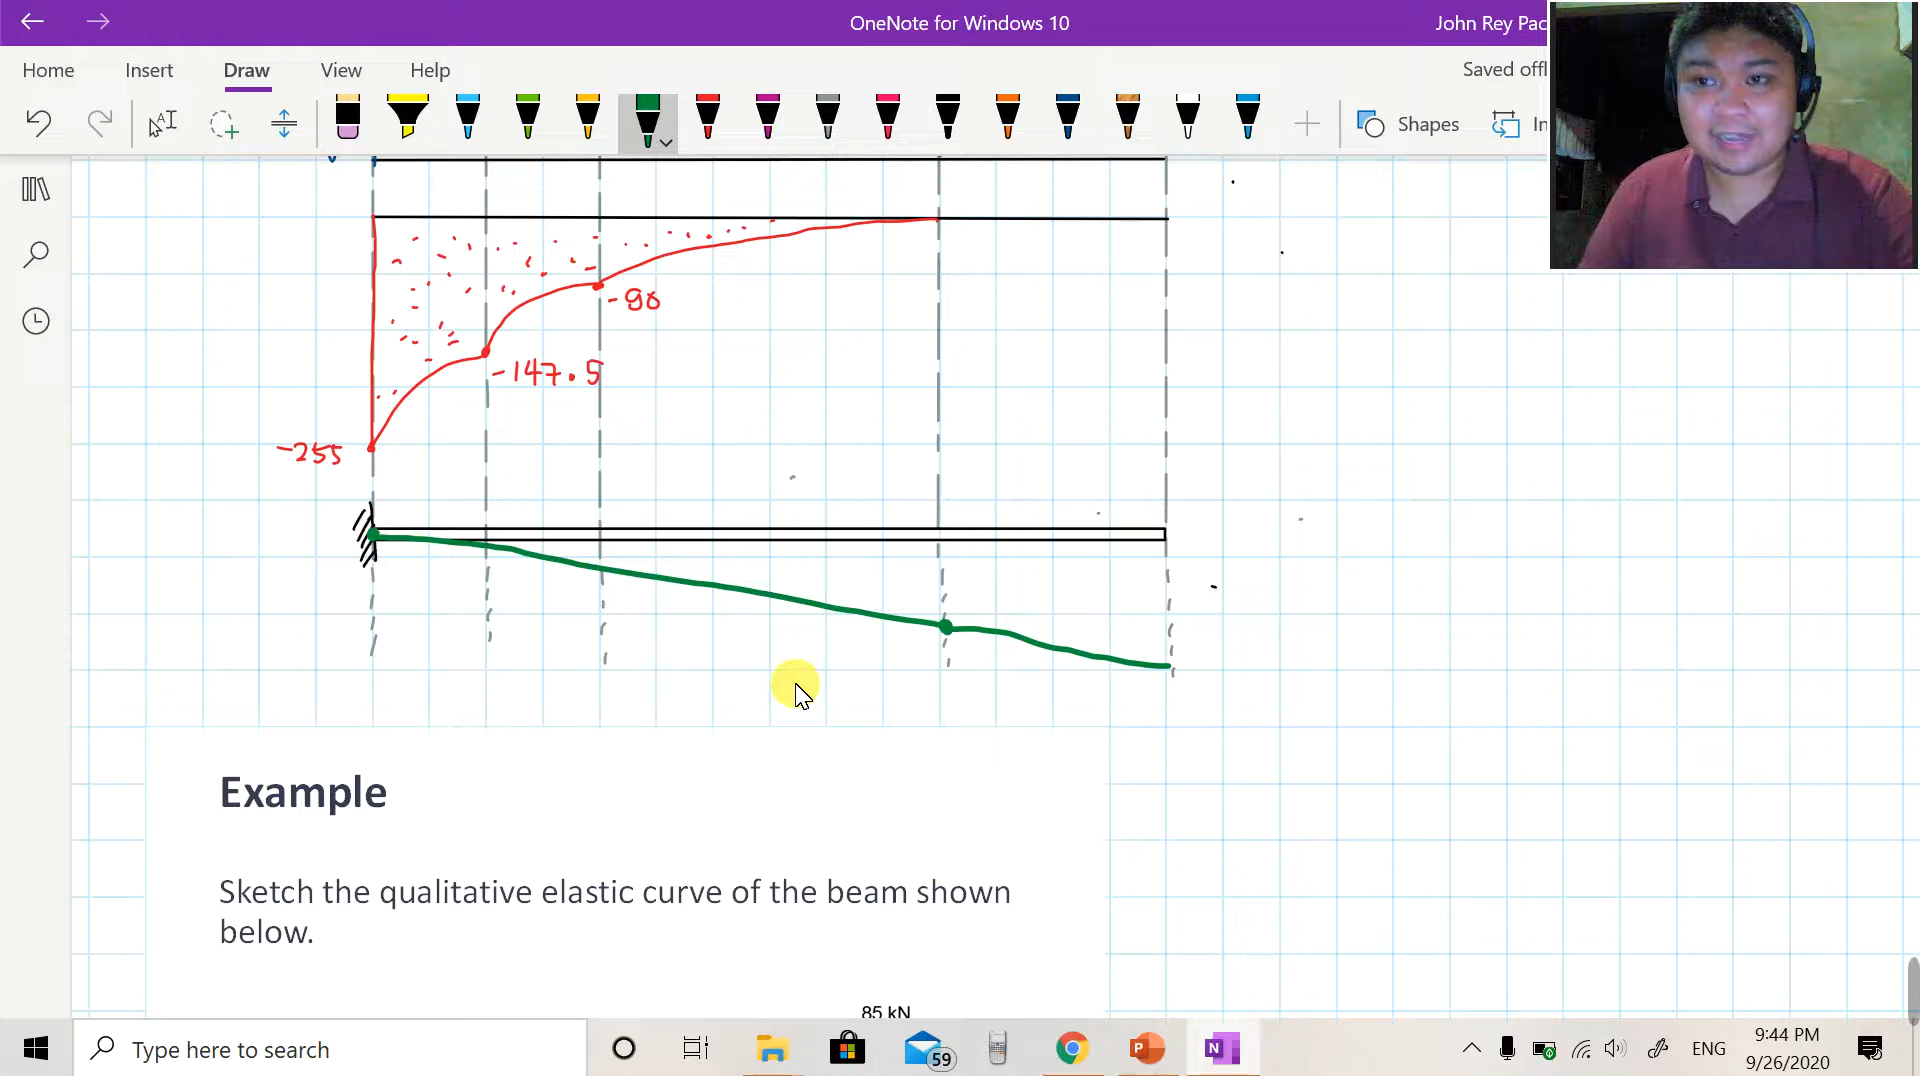 OneNote for Windows 10
John Rey Pac
Home Insert Draw View Help
Saved offl
Shapes
In
-90
-147.5
-255
Example
Sketch the qualitative elastic curve of the beam shown
below.
85 kN
Type here to search
59
ENG
9:44 PM
9/26/2020